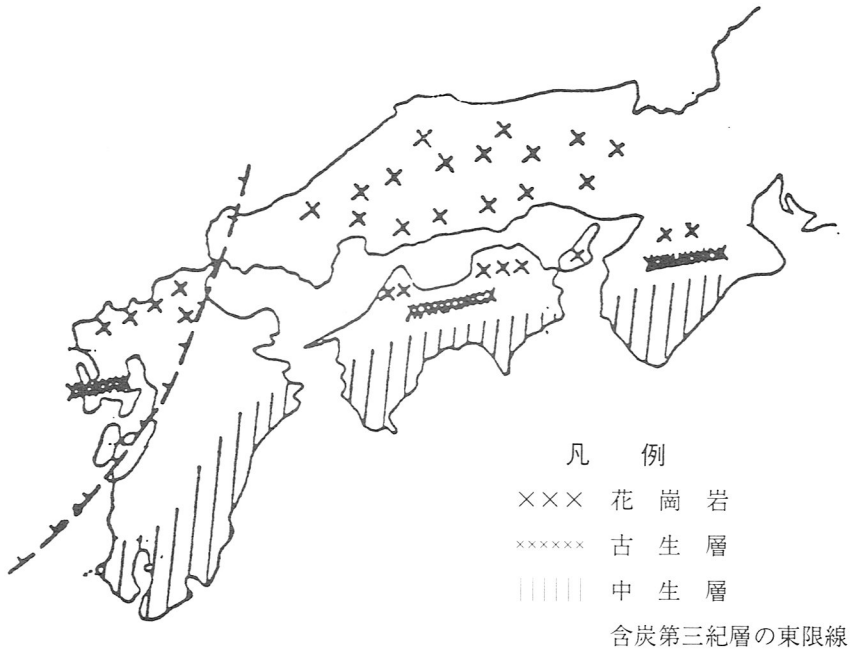 凡 例
花 崗 岩
古 生 層
中 生 層
含炭第三紀層の東限線